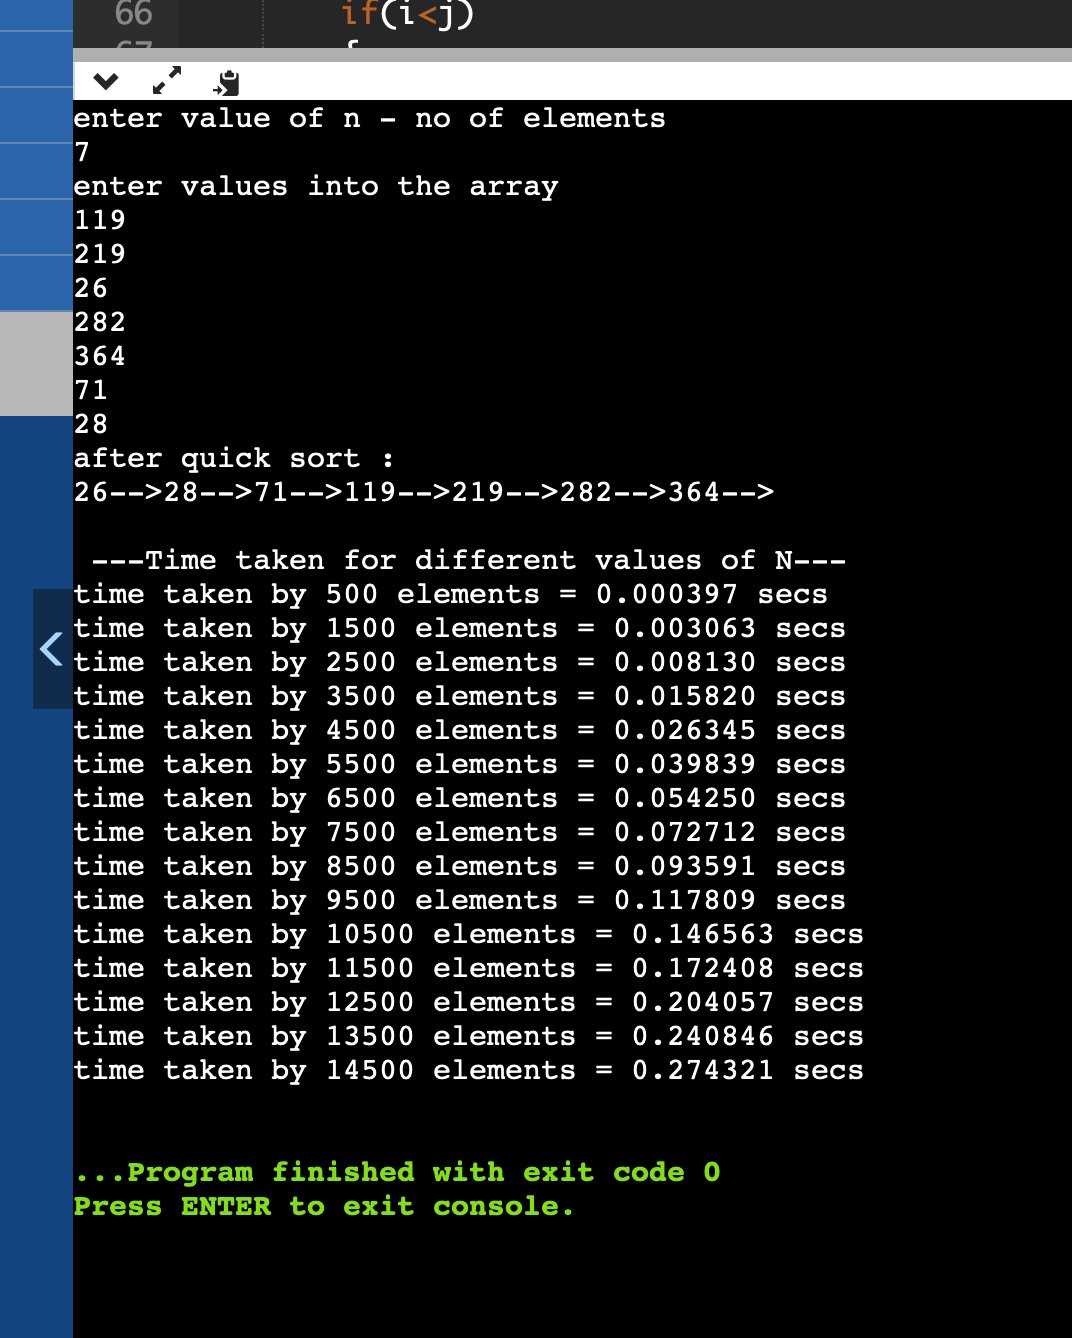 66 if(i<j)
enter value of n - no of elements
7
enter values into the array
119
219
26
282
364
71
28
after quick sort :
26-->28-->71-->119-->219-->282-->364-->
---Time taken for different values of N---
time taken by 500 elements = 0.000397 secs
time taken by 1500 elements = 0.003063 secs
time taken by 2500 elements = 0.008130 secs
time taken by 3500 elements = 0.015820 secs
time taken by 4500 elements = 0.026345 secs
time taken by 5500 elements = 0.039839 secs
time taken by 6500 elements = 0.054250 secs
time taken by 7500 elements = 0.072712 secs
time taken by 8500 elements = 0.093591 secs
time taken by 9500 elements = 0.117809 secs
time taken by 10500 elements = 0.146563 secs
time taken by 11500 elements = 0.172408 secs
time taken by 12500 elements = 0.204057 secs
time taken by 13500 elements = 0.240846 secs
time taken by 14500 elements = 0.274321 secs
...Program finished with exit code 0
Press ENTER to exit console.